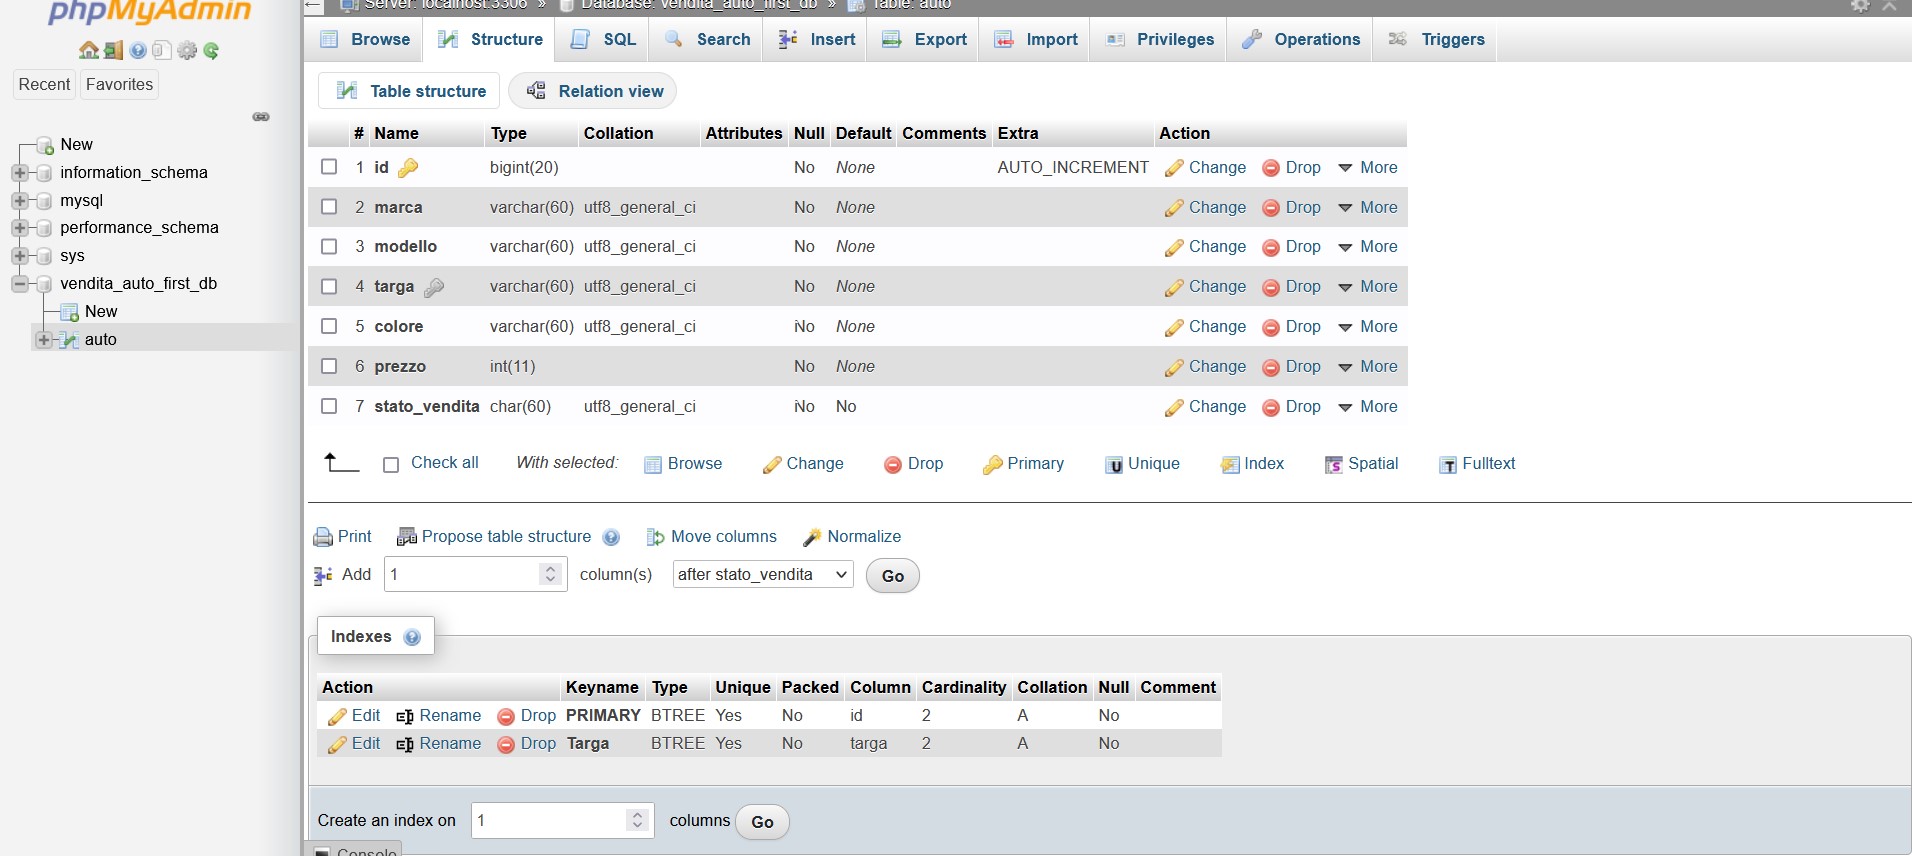 phpMyAdmin
Recent Favorites
New
information_schema
mysql
performance_schema
sys
vendita_auto_first_db
New
auto
Server: localhost:3306 » Database: vendita_auto_first_db » Table: auto
Browse Structure SQL Search Insert Export Import Privileges Operations Triggers
Table structure Relation view
# Name Type Collation Attributes Null Default Comments Extra Action
1 id bigint(20) No None AUTO_INCREMENT Change Drop More
2 marca varchar(60) utf8_general_ci No None Change Drop More
3 modello varchar(60) utf8_general_ci No None Change Drop More
4 targa varchar(60) utf8_general_ci No None Change Drop More
5 colore varchar(60) utf8_general_ci No None Change Drop More
6 prezzo int(11) No None Change Drop More
7 stato_vendita char(60) utf8_general_ci No No Change Drop More
Check all With selected: Browse Change Drop Primary Unique Index Spatial Fulltext
Print Propose table structure Move columns Normalize
Add 1 column(s) after stato_vendita Go
Indexes
Action Keyname Type Unique Packed Column Cardinality Collation Null Comment
Edit Rename Drop PRIMARY BTREE Yes No id 2 A No
Edit Rename Drop Targa BTREE Yes No targa 2 A No
Create an index on 1 columns Go
Console